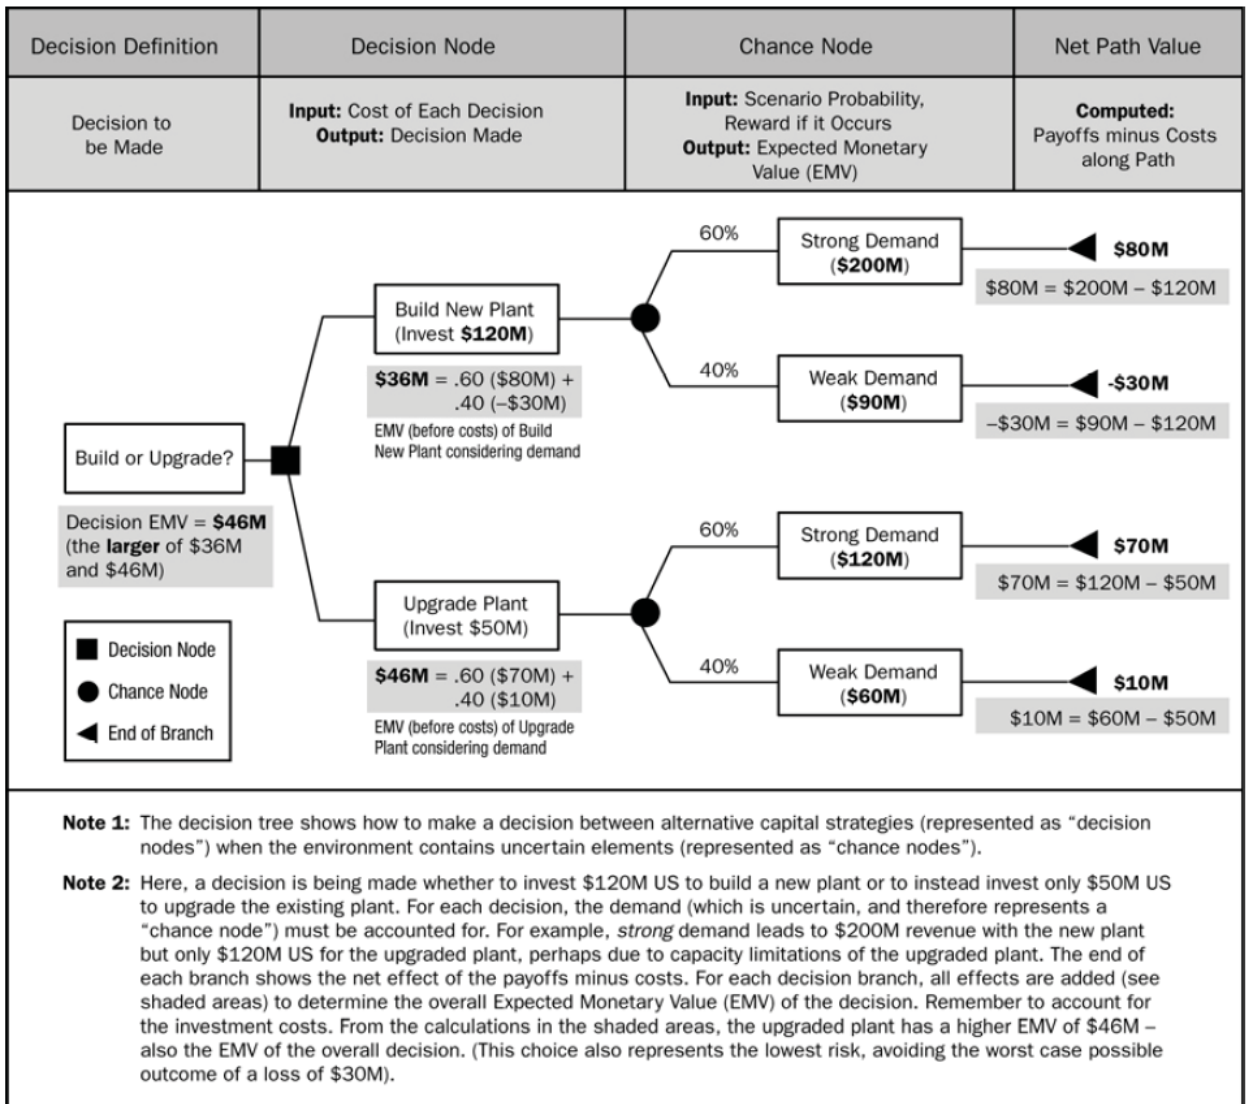 Decision Definition
Decision Node
Chance Node
Net Path Value
Decision to
be Made
Input: Cost of Each Decision
Output: Decision Made
Input: Scenario Probability,
Reward if it Occurs
Output: Expected Monetary
Value (EMV)
Computed:
Payoffs minus Costs
along Path
Build or Upgrade?
Decision EMV = $46M
(the larger of $36M
and $46M)
Build New Plant
(Invest $120M)
$36M = .60 ($80M) +
.40 (–$30M)
EMV (before costs) of Build
New Plant considering demand
60%
Strong Demand
($200M)
$80M
$80M = $200M – $120M
40%
Weak Demand
($90M)
-$30M
–$30M = $90M – $120M
Upgrade Plant
(Invest $50M)
$46M = .60 ($70M) +
.40 ($10M)
EMV (before costs) of Upgrade
Plant considering demand
60%
Strong Demand
($120M)
$70M
$70M = $120M – $50M
40%
Weak Demand
($60M)
$10M
$10M = $60M – $50M
Decision Node
Chance Node
End of Branch
Note 1: The decision tree shows how to make a decision between alternative capital strategies (represented as “decision
nodes”) when the environment contains uncertain elements (represented as “chance nodes”).
Note 2: Here, a decision is being made whether to invest $120M US to build a new plant or to instead invest only $50M US
to upgrade the existing plant. For each decision, the demand (which is uncertain, and therefore represents a
“chance node”) must be accounted for. For example, strong demand leads to $200M revenue with the new plant
but only $120M US for the upgraded plant, perhaps due to capacity limitations of the upgraded plant. The end of
each branch shows the net effect of the payoffs minus costs. For each decision branch, all effects are added (see
shaded areas) to determine the overall Expected Monetary Value (EMV) of the decision. Remember to account for
the investment costs. From the calculations in the shaded areas, the upgraded plant has a higher EMV of $46M –
also the EMV of the overall decision. (This choice also represents the lowest risk, avoiding the worst case possible
outcome of a loss of $30M).